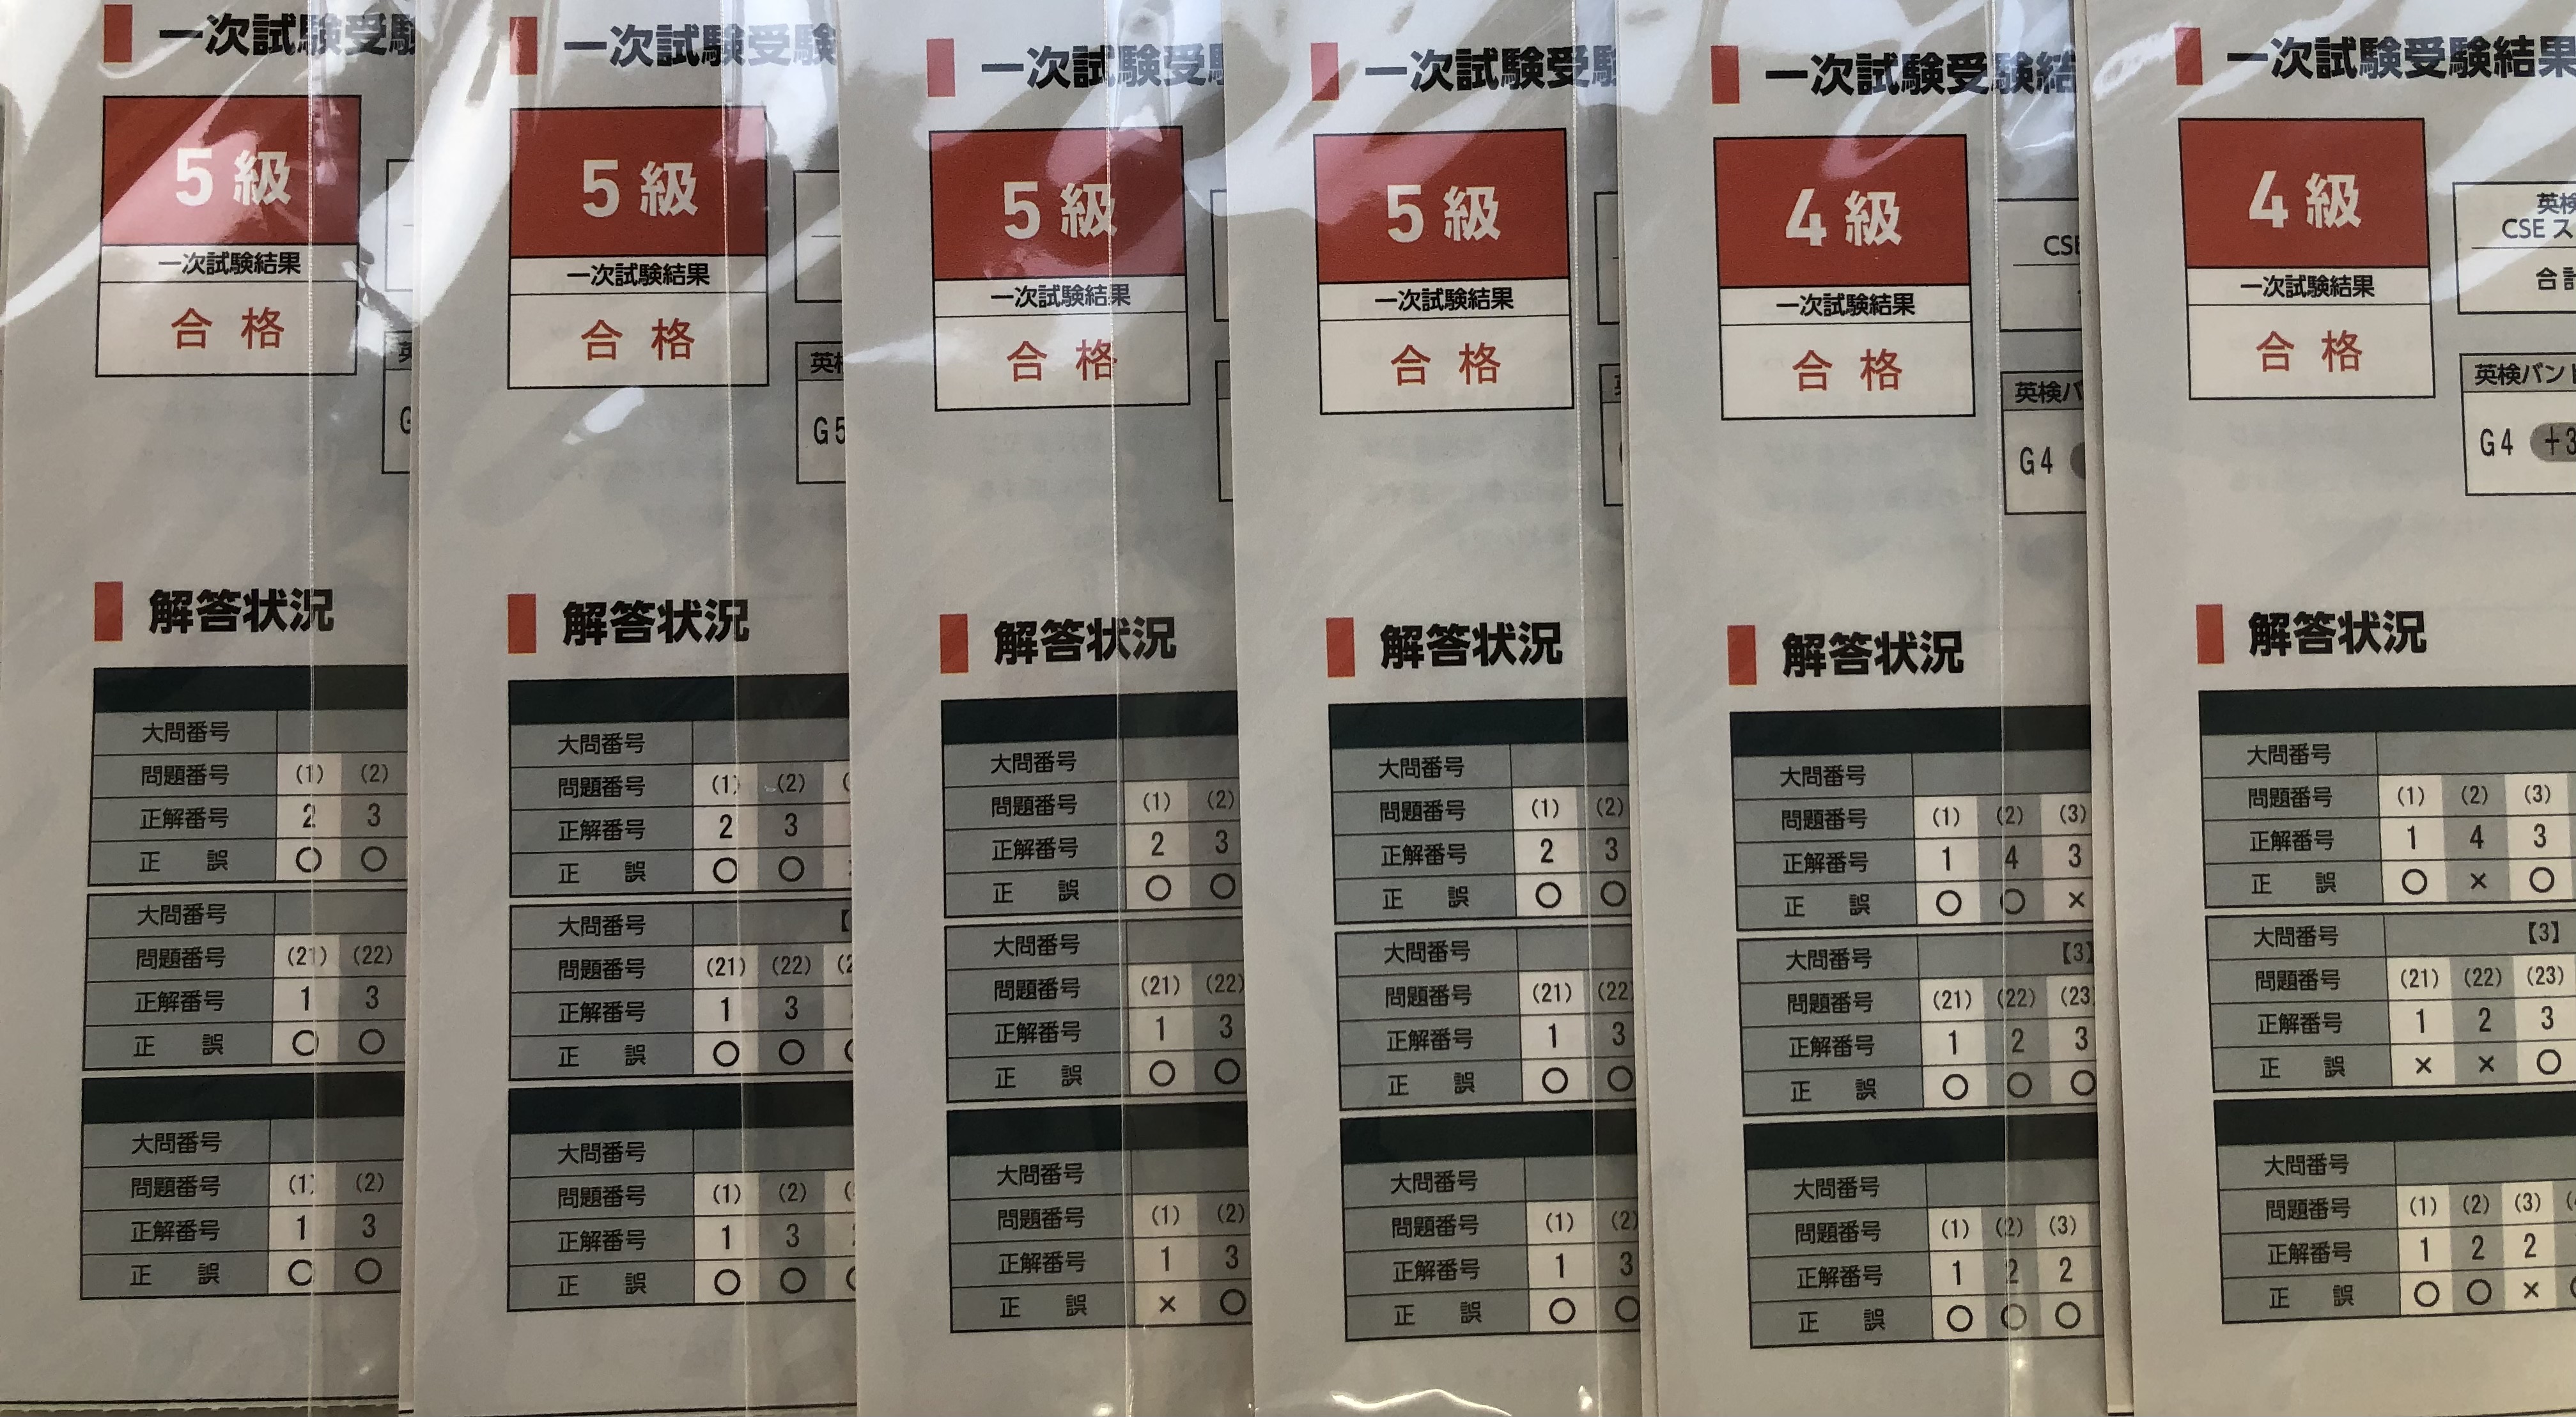 一次試験受験
5級
一次試験結果
合格
解答状況
大問番号
問題番号 (1) (2)
正解番号 2 3
正誤 ○ ○
大問番号
問題番号 (21) (22)
正解番号 1 3
正誤 ○ ○
大問番号
問題番号 (1) (2)
正解番号 1 3
正誤 ○ ○
一次試験受験
5級
一次試験結果
合格
英検
G5
解答状況
大問番号
問題番号 (1) (2)
正解番号 2 3
正誤 ○ ○
大問番号
問題番号 (21) (22)
正解番号 1 3
正誤 ○ ○
大問番号
問題番号 (1) (2)
正解番号 1 3
正誤 ○ ○
一次試験受
5級
一次試験結果
合格
解答状況
大問番号
問題番号 (1) (2)
正解番号 2 3
正誤 ○ ○
大問番号
問題番号 (21) (22)
正解番号 1 3
正誤 ○ ○
大問番号
問題番号 (1) (2)
正解番号 1 3
正誤 × ○
一次試験受験
5級
一次試験結果
合格
解答状況
大問番号
問題番号 (1) (2)
正解番号 2 3
正誤 ○ ○
大問番号
問題番号 (21) (22)
正解番号 1 3
正誤 ○ ○
大問番号
問題番号 (1) (2)
正解番号 1 3
正誤 ○ ○
一次試験受験結
4級
一次試験結果
合格
CSE
英検バ
G4
解答状況
大問番号
問題番号 (1) (2) (3)
正解番号 1 4 3
正誤 ○ ○ ×
大問番号 【3】
問題番号 (21) (22) (23)
正解番号 1 2 3
正誤 ○ ○ ○
大問番号
問題番号 (1) (2) (3)
正解番号 1 2 2
正誤 ○ ○ ○
一次試験受験結果
4級
一次試験結果
合格
英検
CSEス
合計
英検バンド
G4 +3
解答状況
大問番号
問題番号 (1) (2) (3)
正解番号 1 4 3
正誤 ○ × ○
大問番号 【3】
問題番号 (21) (22) (23)
正解番号 1 2 3
正誤 × × ○
大問番号
問題番号 (1) (2) (3)
正解番号 1 2 2
正誤 ○ ○ ×